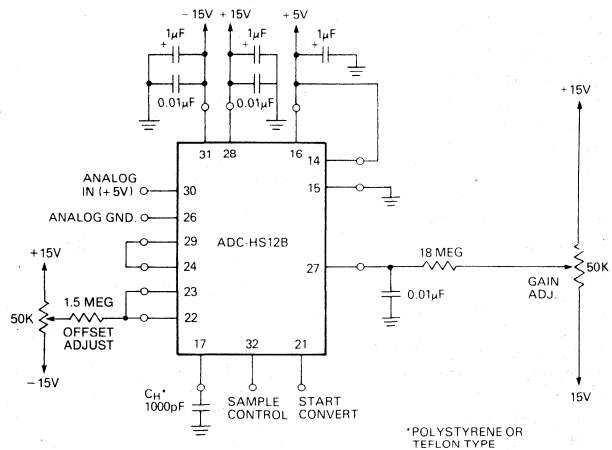 - 15V + 15V + 5V
1µF 1µF 1µF
+ + +
0.01µF 0.01µF
31 28 16
14
15
ANALOG
IN (+5V) 30
ANALOG GND. 26
29
24
23
22
ADC-HS12B
27
18 MEG
0.01µF
+15V
50K
GAIN
ADJ.
15V
+15V
1.5 MEG
50K
OFFSET
ADJUST
- 15V
17 32 21
CH*
1000pF
SAMPLE
CONTROL
START
CONVERT
*POLYSTYRENE OR
TEFLON TYPE